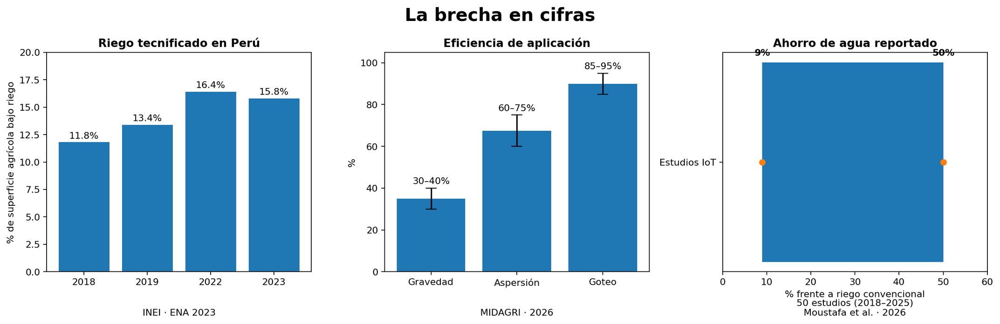 La brecha en cifras
Riego tecnificado en Perú
% de superficie agrícola bajo riego
20.0
17.5
15.0
12.5
10.0
7.5
5.0
2.5
0.0
11.8%
13.4%
16.4%
15.8%
2018
2019
2022
2023
INEI · ENA 2023
Eficiencia de aplicación
%
100
80
60
40
20
0
30–40%
60–75%
85–95%
Gravedad
Aspersión
Goteo
MIDAGRI · 2026
Ahorro de agua reportado
9%
50%
Estudios IoT
0
10
20
30
40
50
60
% frente a riego convencional
50 estudios (2018–2025)
Moustafa et al. · 2026